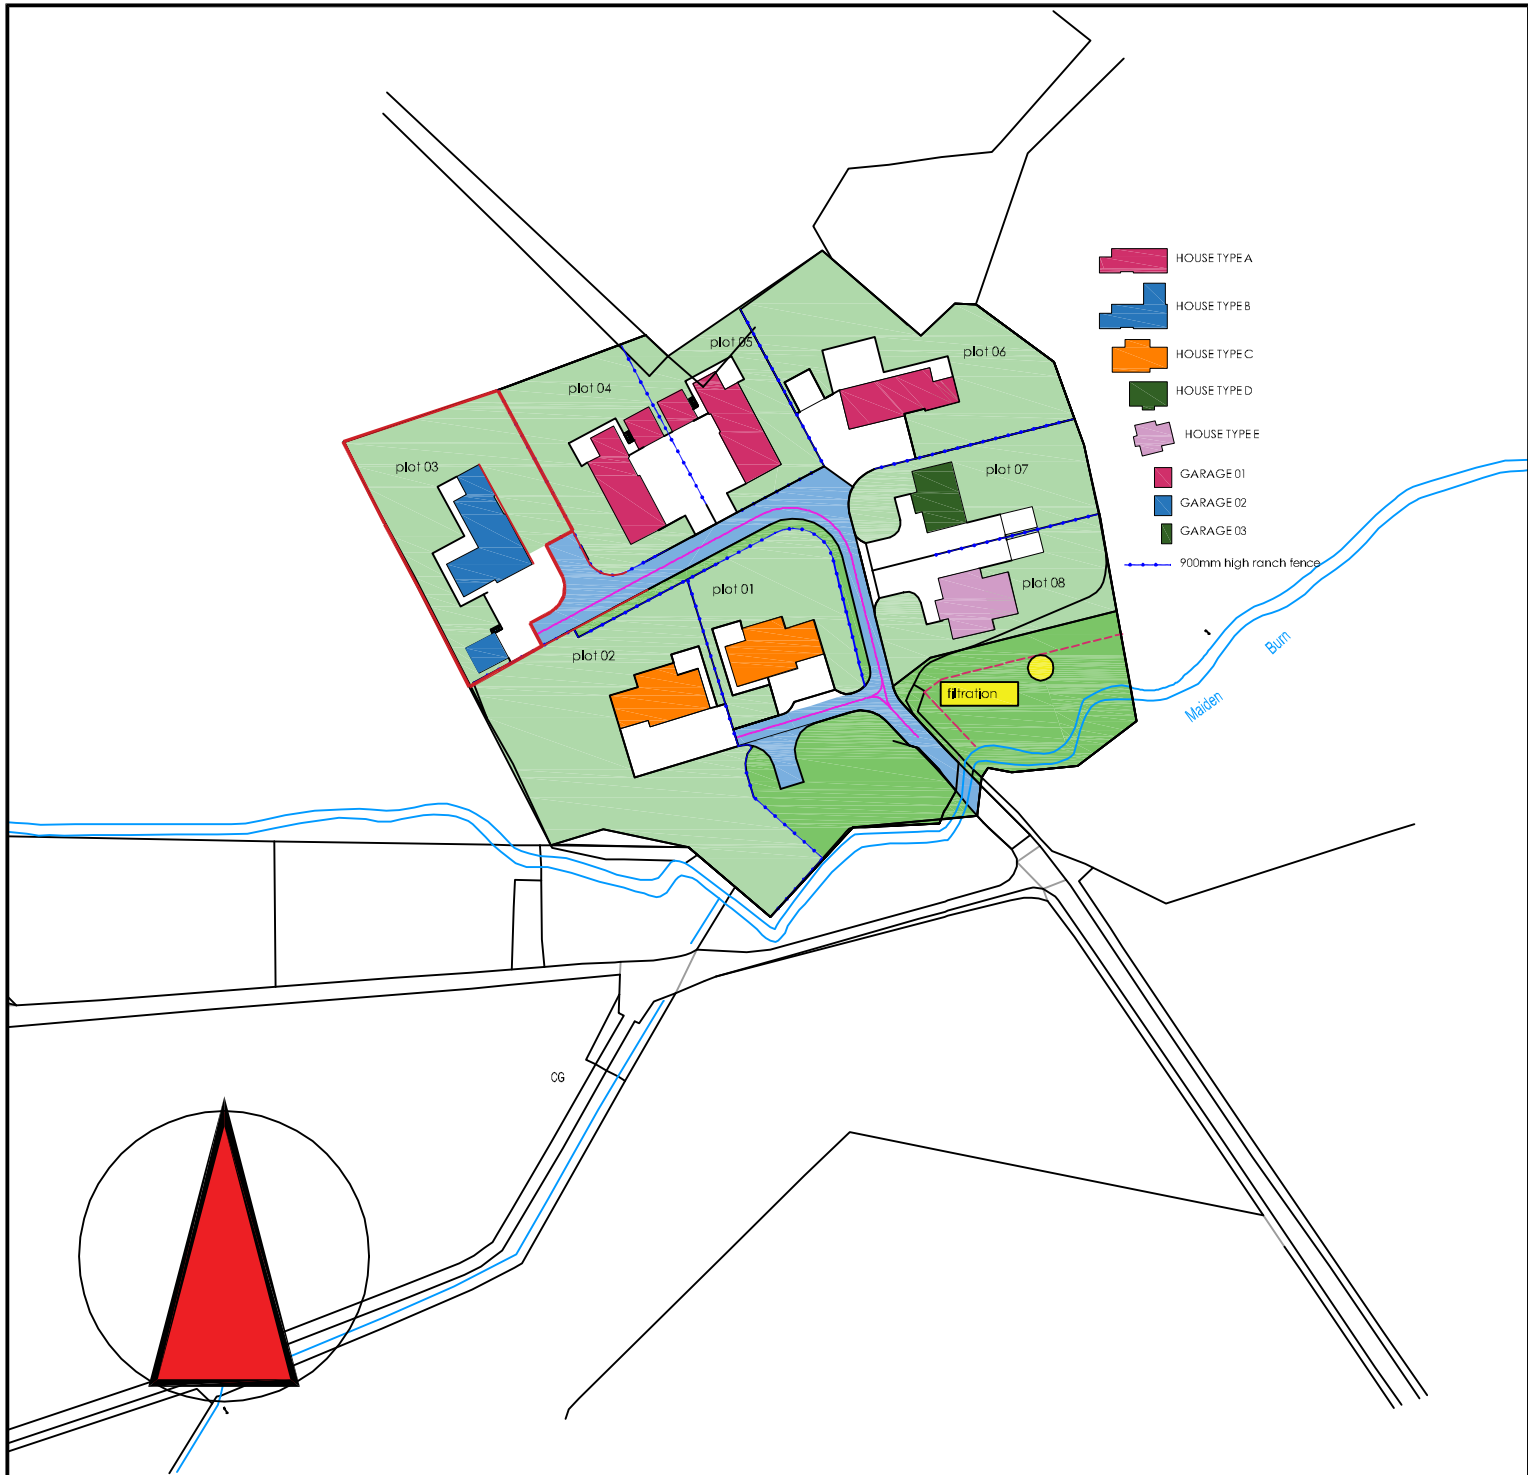 HOUSE TYPE A
HOUSE TYPE B
HOUSE TYPE C
HOUSE TYPE D
HOUSE TYPE E
GARAGE 01
GARAGE 02
GARAGE 03
900mm high ranch fence
plot 05
plot 06
plot 04
plot 03
plot 07
plot 01
plot 08
plot 02
filtration
Maiden
Burn
CG